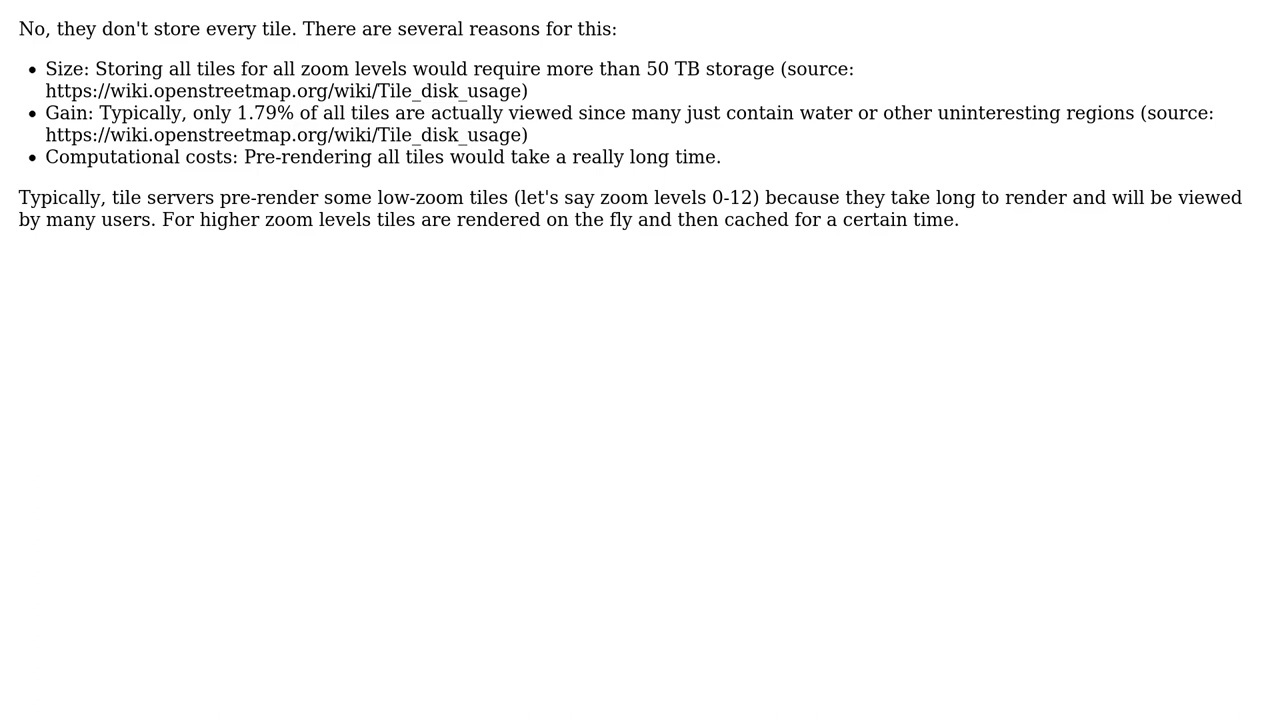 No, they don't store every tile. There are several reasons for this:
• Size: Storing all tiles for all zoom levels would require more than 50 TB storage (source:
https://wiki.openstreetmap.org/wiki/Tile_disk_usage)
• Gain: Typically, only 1.79% of all tiles are actually viewed since many just contain water or other uninteresting regions (source:
https://wiki.openstreetmap.org/wiki/Tile_disk_usage)
• Computational costs: Pre-rendering all tiles would take a really long time.
Typically, tile servers pre-render some low-zoom tiles (let's say zoom levels 0-12) because they take long to render and will be viewed
by many users. For higher zoom levels tiles are rendered on the fly and then cached for a certain time.